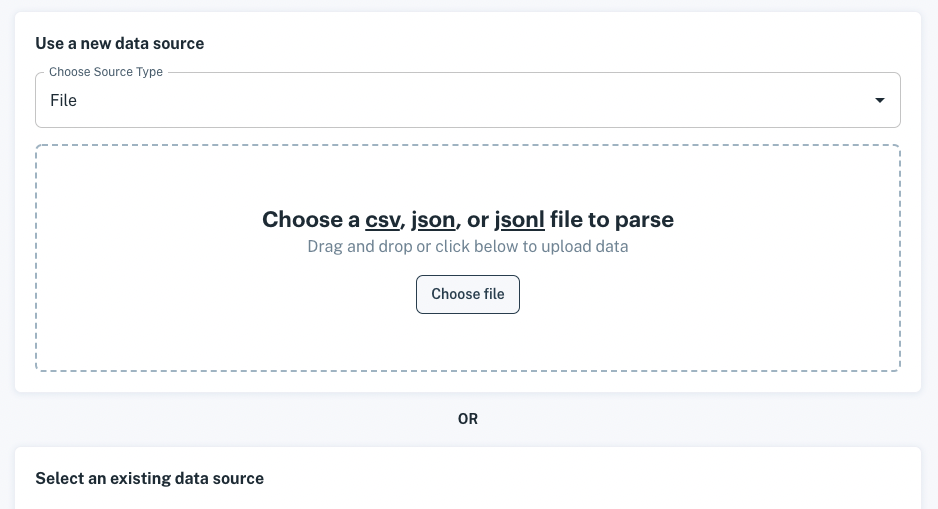 Use a new data source
Choose Source Type
File
Choose a csv, json, or jsonl file to parse
Drag and drop or click below to upload data
Choose file
OR
Select an existing data source